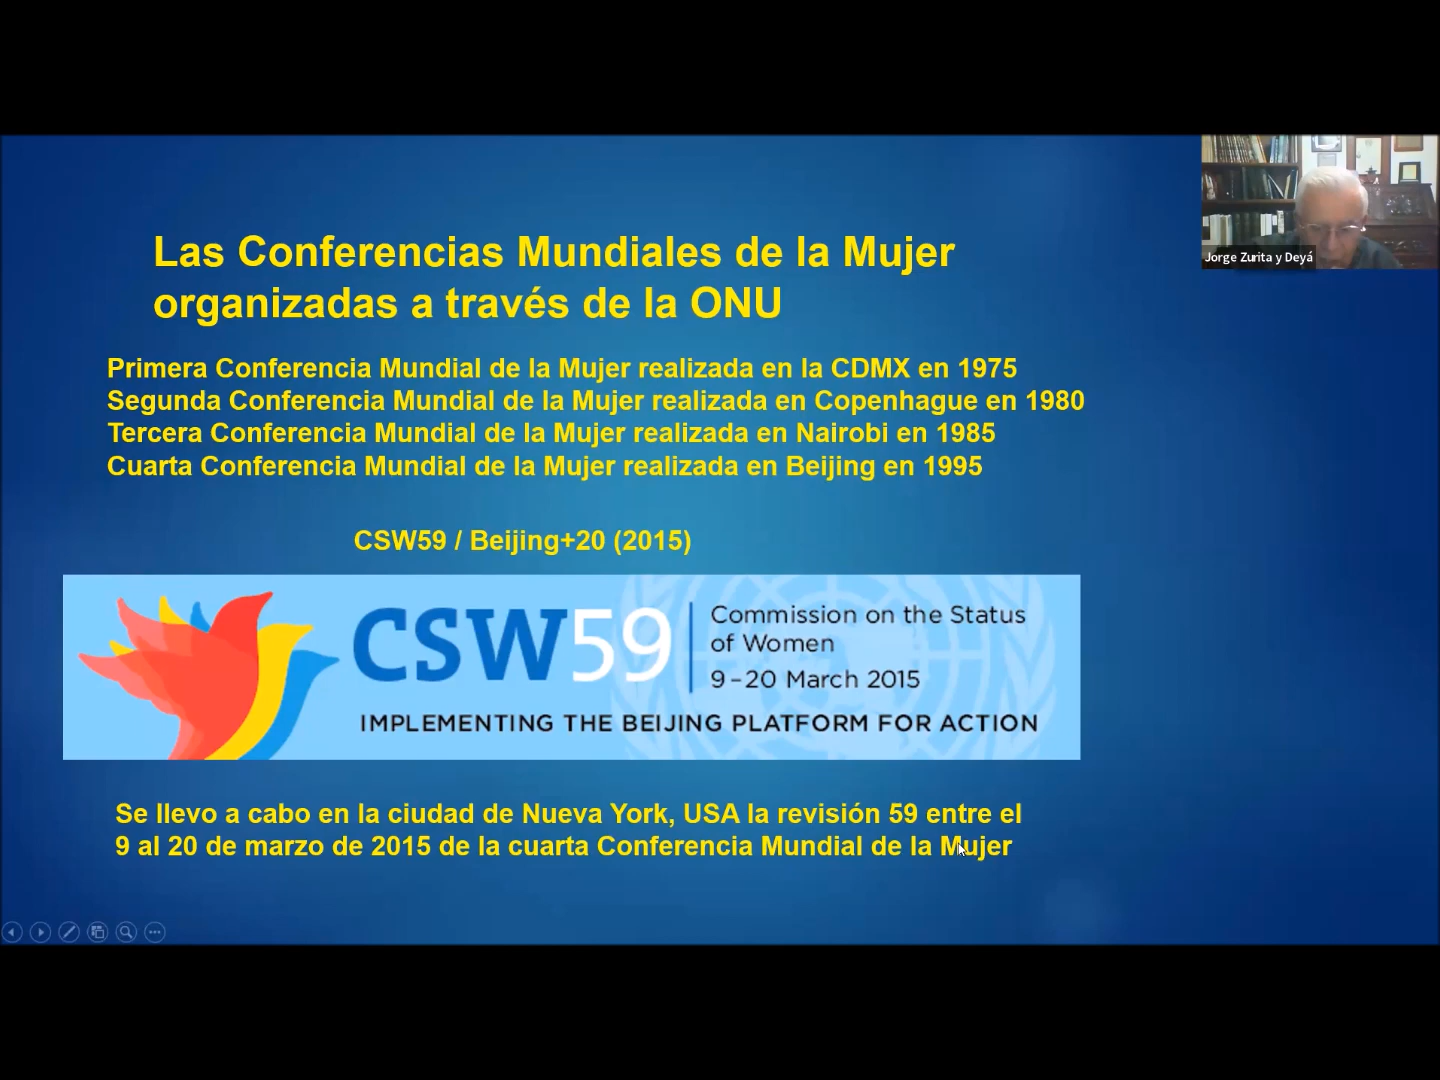 Las Conferencias Mundiales de la Mujer
organizadas a través de la ONU
Primera Conferencia Mundial de la Mujer realizada en la CDMX en 1975
Segunda Conferencia Mundial de la Mujer realizada en Copenhague en 1980
Tercera Conferencia Mundial de la Mujer realizada en Nairobi en 1985
Cuarta Conferencia Mundial de la Mujer realizada en Beijing en 1995
CSW59 / Beijing+20 (2015)
CSW59
Commission on the Status
of Women
9–20 March 2015
IMPLEMENTING THE BEIJING PLATFORM FOR ACTION
Se llevo a cabo en la ciudad de Nueva York, USA la revisión 59 entre el
9 al 20 de marzo de 2015 de la cuarta Conferencia Mundial de la Mujer
Jorge Zurita y Deyá